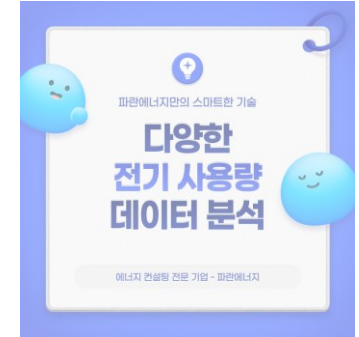 파란에너지만의 스마트한 기술
다양한
전기 사용량
데이터 분석
에너지 컨설팅 전문 기업 - 파란에너지